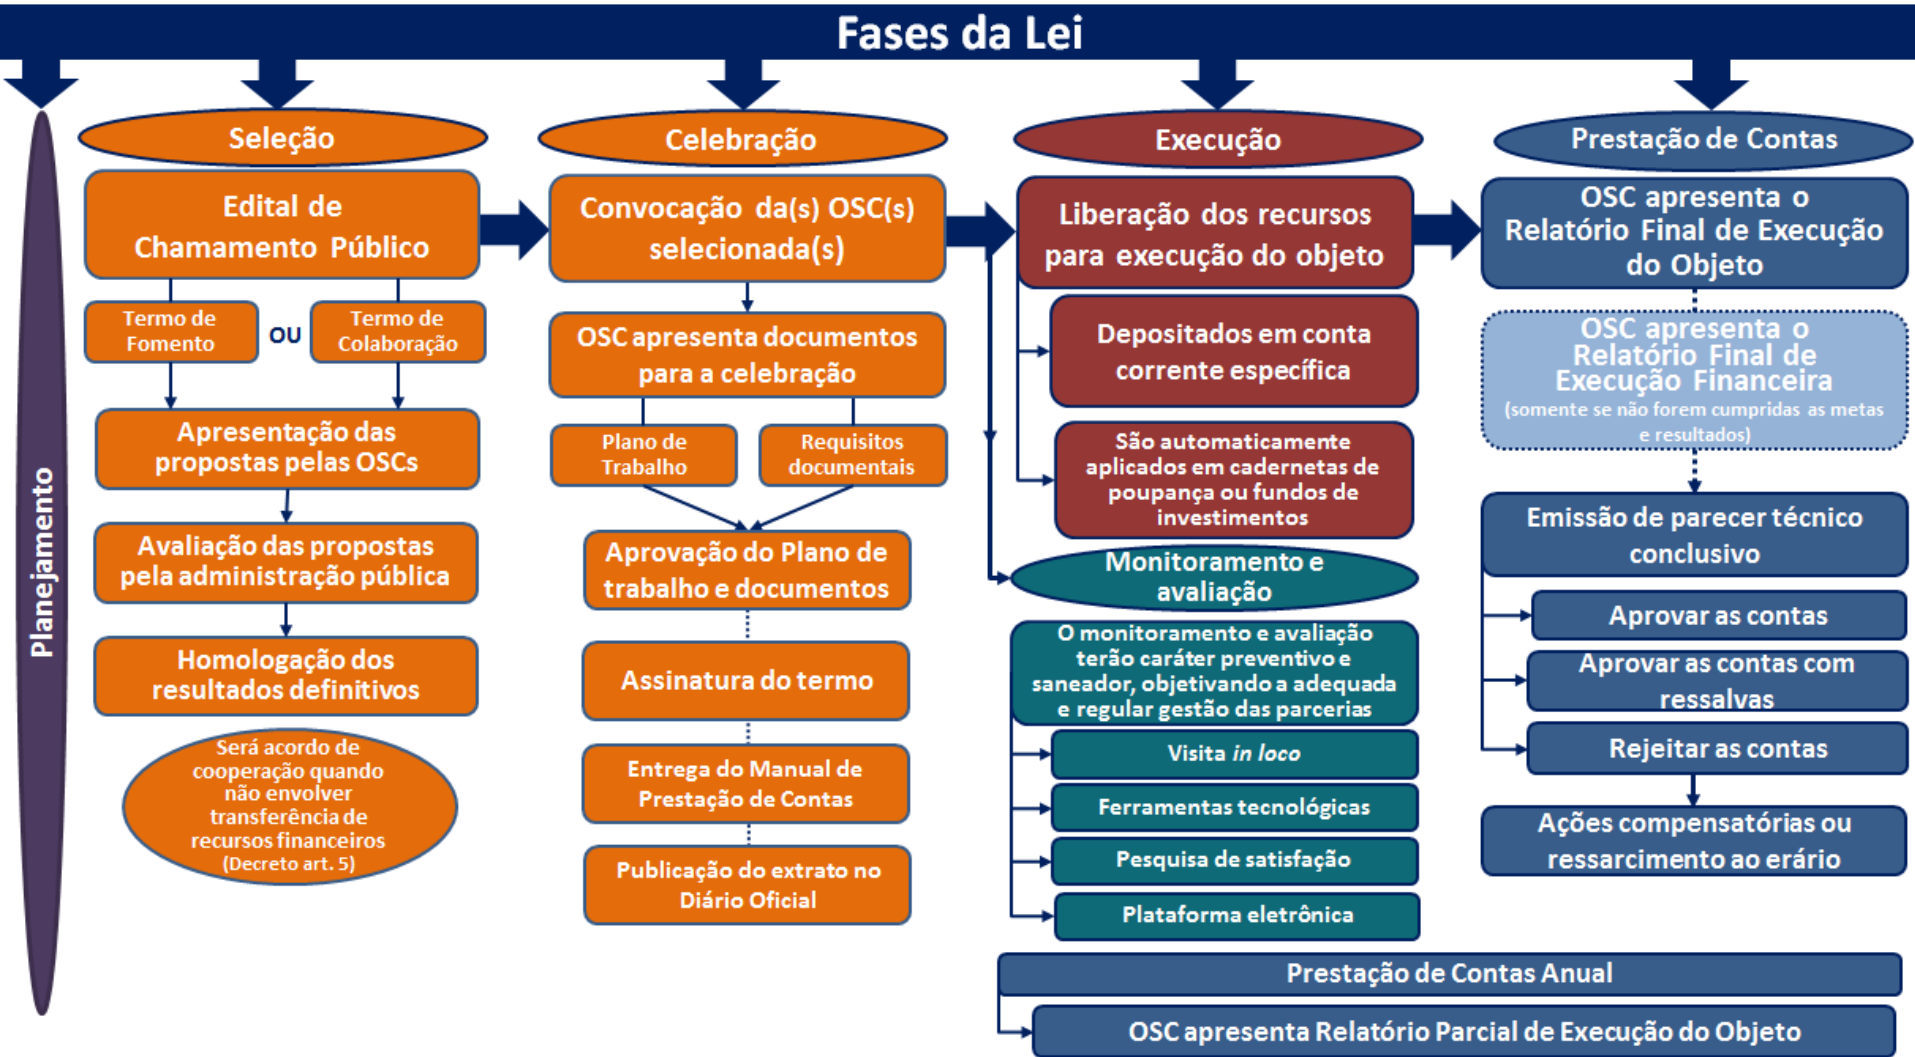 Fases da Lei
Planejamento
Seleção
Edital de
Chamamento Público
Termo de
Fomento
OU
Termo de
Colaboração
Apresentação das
propostas pelas OSCs
Avaliação das propostas
pela administração pública
Homologação dos
resultados definitivos
Será acordo de
cooperação quando
não envolver
transferência de
recursos financeiros
(Decreto art. 5)
Celebração
Convocação da(s) OSC(s)
selecionada(s)
OSC apresenta documentos
para a celebração
Plano de
Trabalho
Requisitos
documentais
Aprovação do Plano de
trabalho e documentos
Assinatura do termo
Entrega do Manual de
Prestação de Contas
Publicação do extrato no
Diário Oficial
Execução
Liberação dos recursos
para execução do objeto
Depositados em conta
corrente específica
São automaticamente
aplicados em cadernetas de
poupança ou fundos de
investimentos
Monitoramento e
avaliação
O monitoramento e avaliação
terão caráter preventivo e
saneador, objetivando a adequada
e regular gestão das parcerias
Visita in loco
Ferramentas tecnológicas
Pesquisa de satisfação
Plataforma eletrônica
Prestação de Contas
OSC apresenta o
Relatório Final de Execução
do Objeto
OSC apresenta o
Relatório Final de
Execução Financeira
(somente se não forem cumpridas as metas
e resultados)
Emissão de parecer técnico
conclusivo
Aprovar as contas
Aprovar as contas com
ressalvas
Rejeitar as contas
Ações compensatórias ou
ressarcimento ao erário
Prestação de Contas Anual
OSC apresenta Relatório Parcial de Execução do Objeto